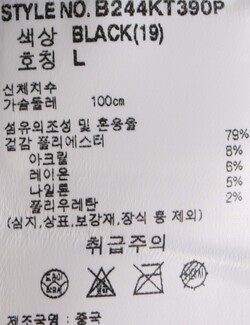 STYLE NO. B244KT390P
색상 BLACK(19)
호칭 L
신체치수
가슴둘레 100cm
섬유의조성 및 혼용율
겉감 폴리에스터 79%
아크릴 8%
레이온 6%
나일론 5%
폴리우레탄 2%
(심지,상표,보강재,장식 등 제외)
취급주의
제조국명 : 중국